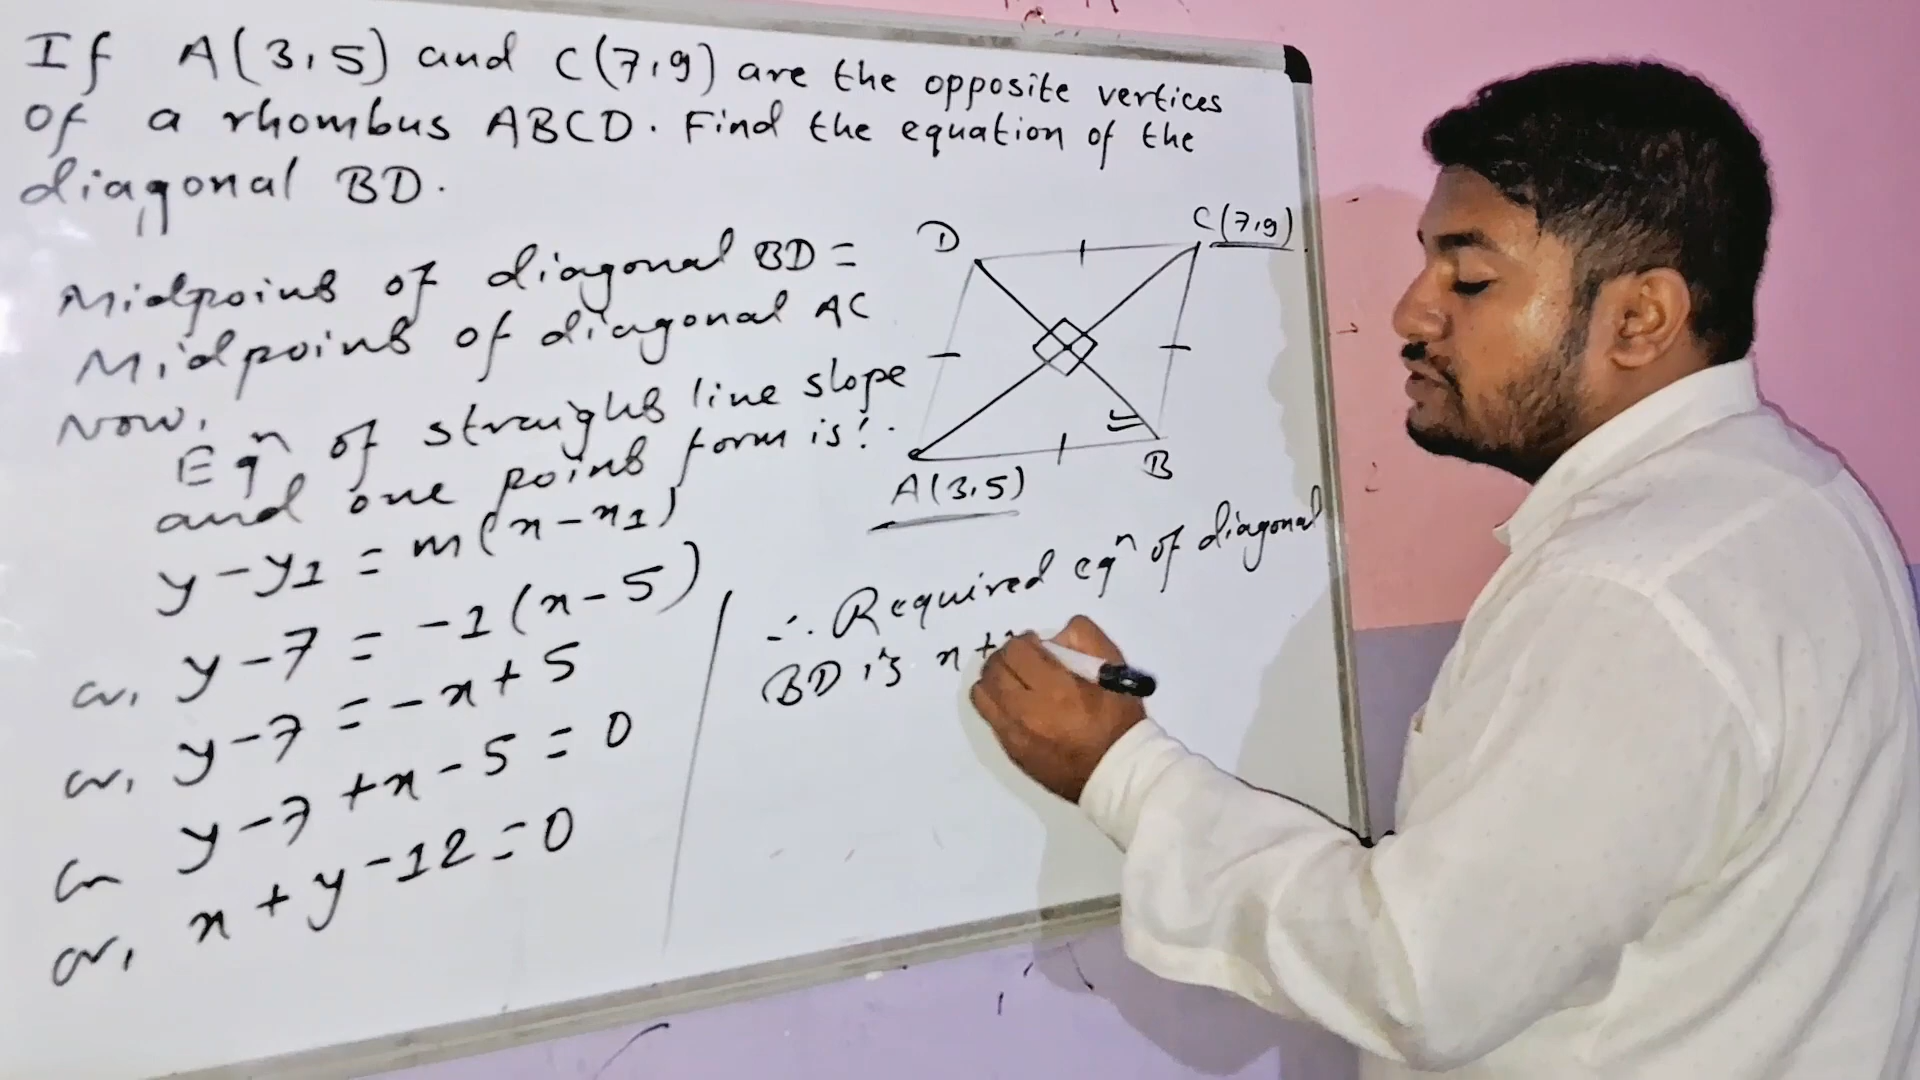 If A(3,5) and C(7,9) are the opposite vertices
of a rhombus ABCD. Find the equation of the
diagonal BD.
Midpoint of diagonal BD =
Midpoint of diagonal AC
Now,
Eqⁿ of straight line slope
and one point form is:-
y-y₁ = m(x-x₁)
or, y-7 = -1(x-5)
or, y-7 = -x+5
or y-7+x-5=0
or, x+y-12=0
D
C(7,9)
A(3,5)
B
∴ Required eqⁿ of diagonal
BD is x+